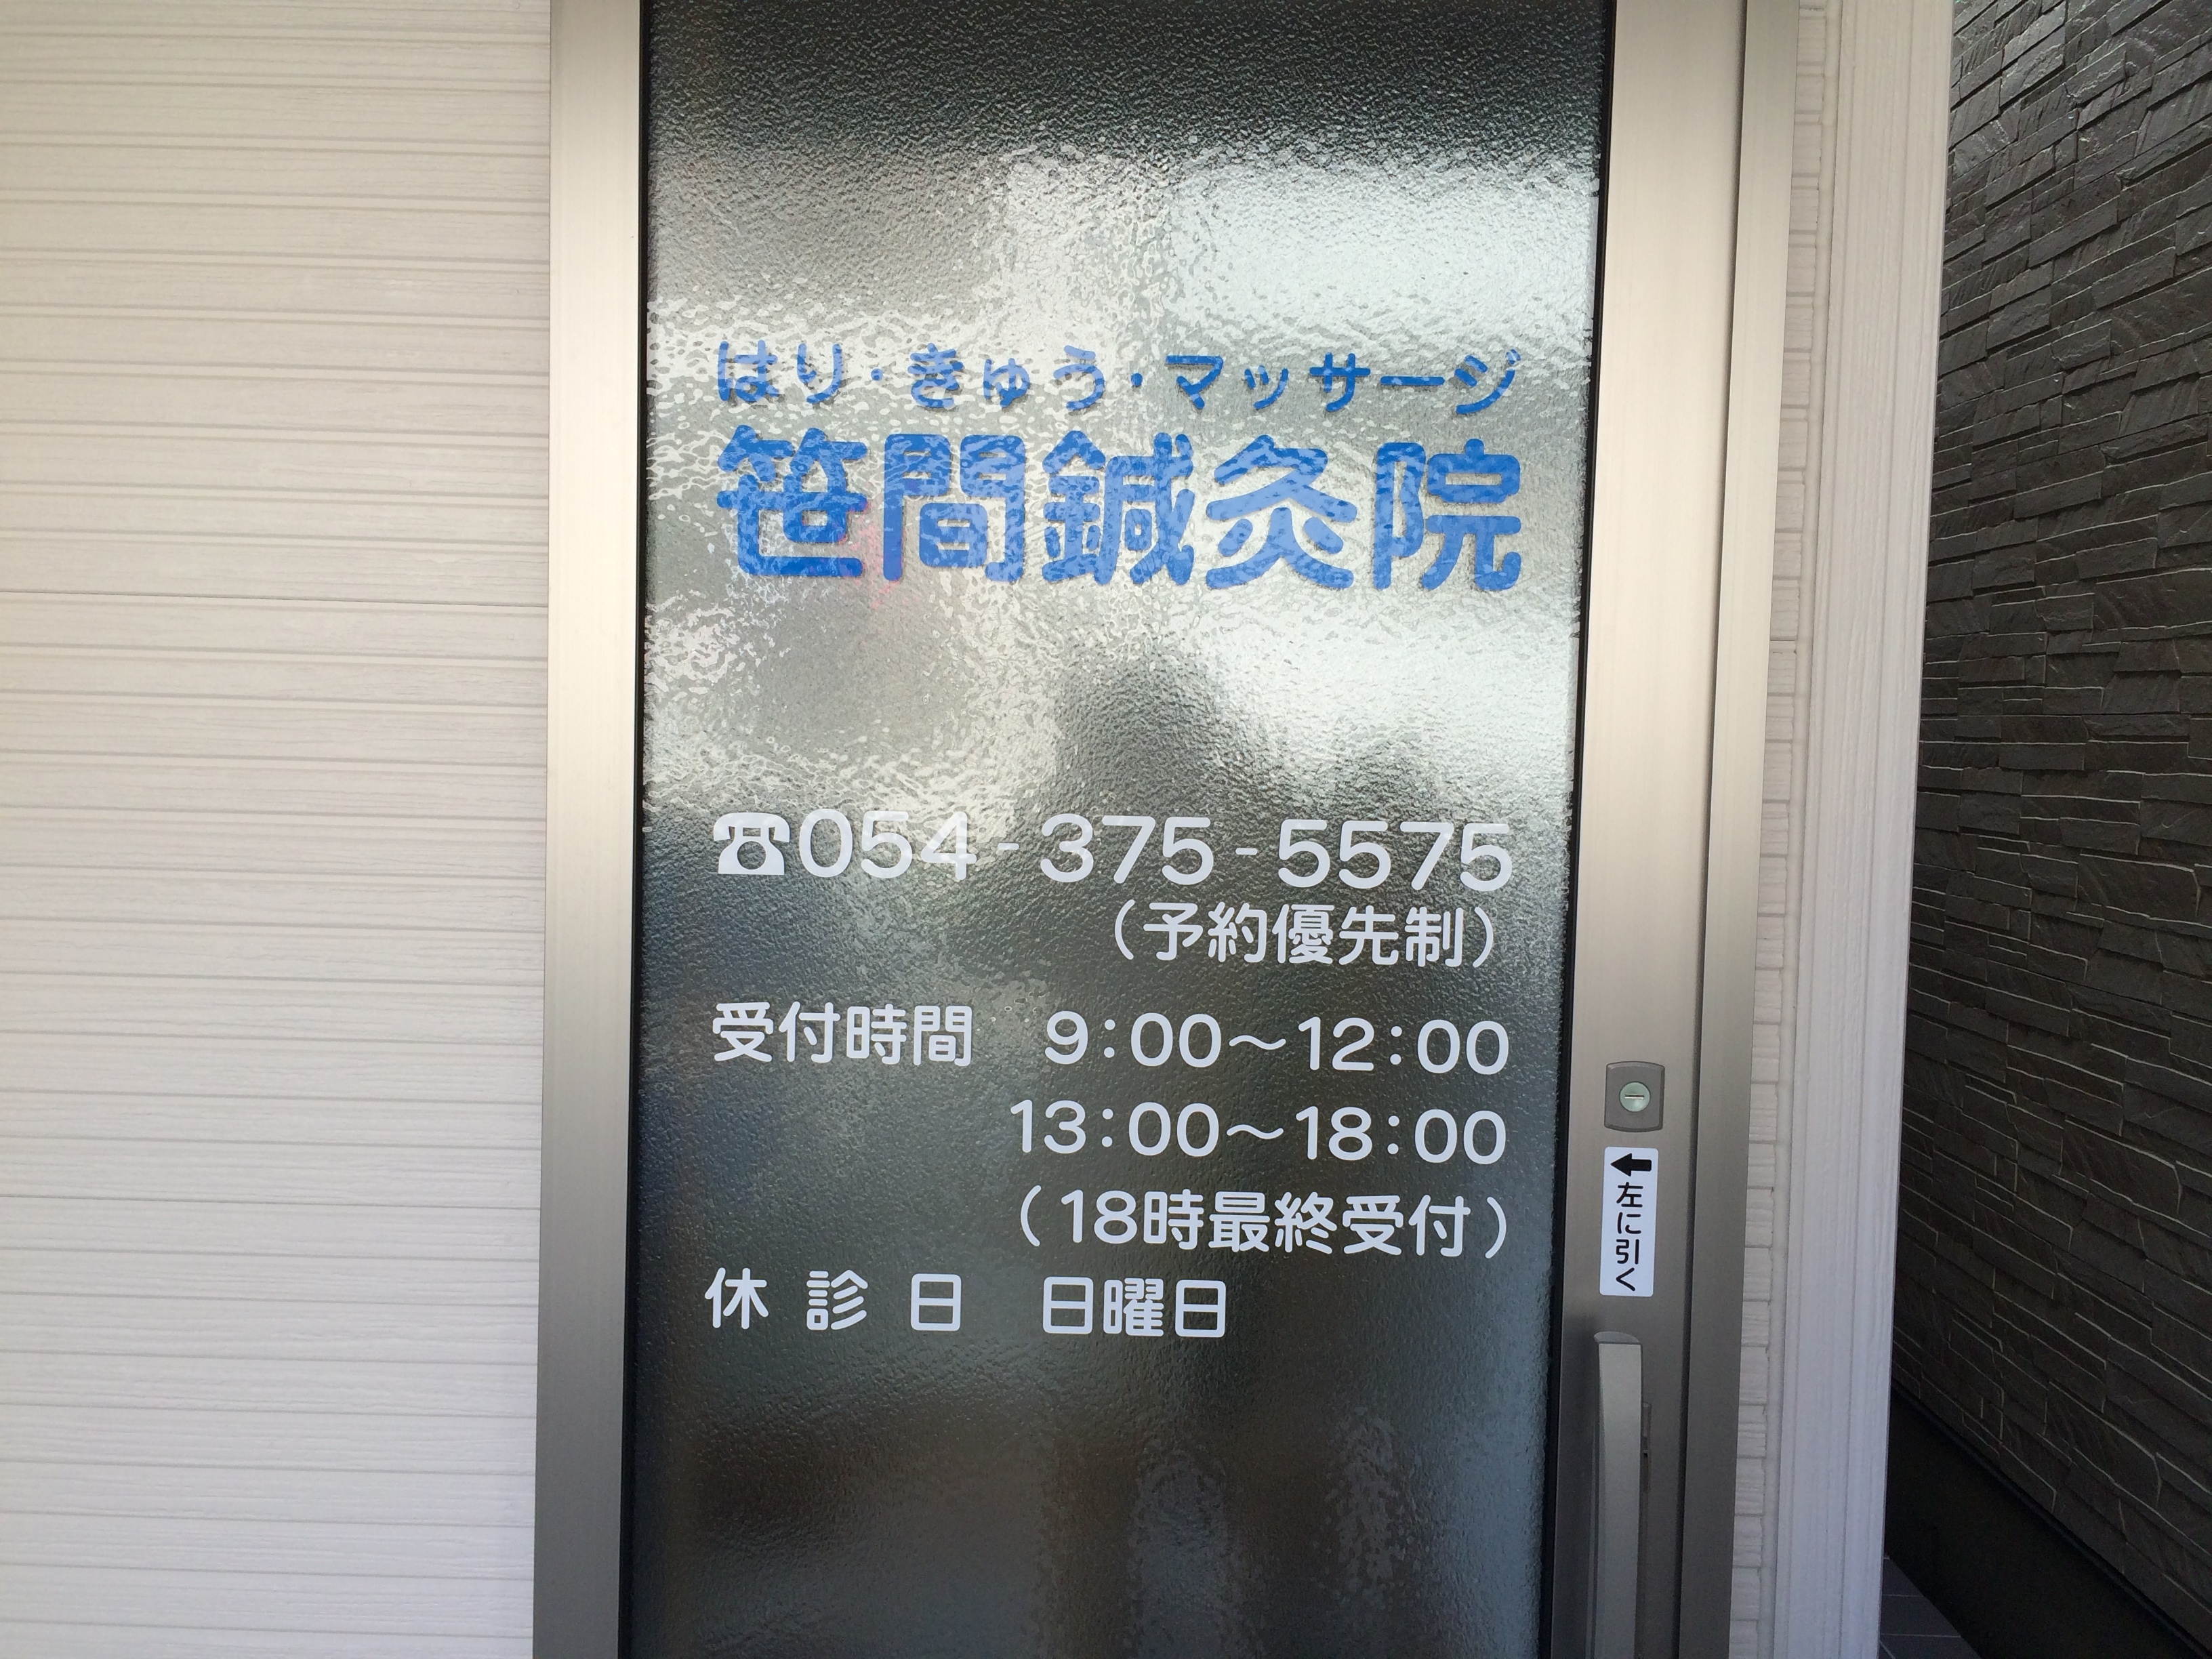 はり・きゅう・マッサージ
笹間鍼灸院
☎054-375-5575
（予約優先制）
受付時間 9:00〜12:00
13:00〜18:00
（18時最終受付）
休診日 日曜日
←左に引く